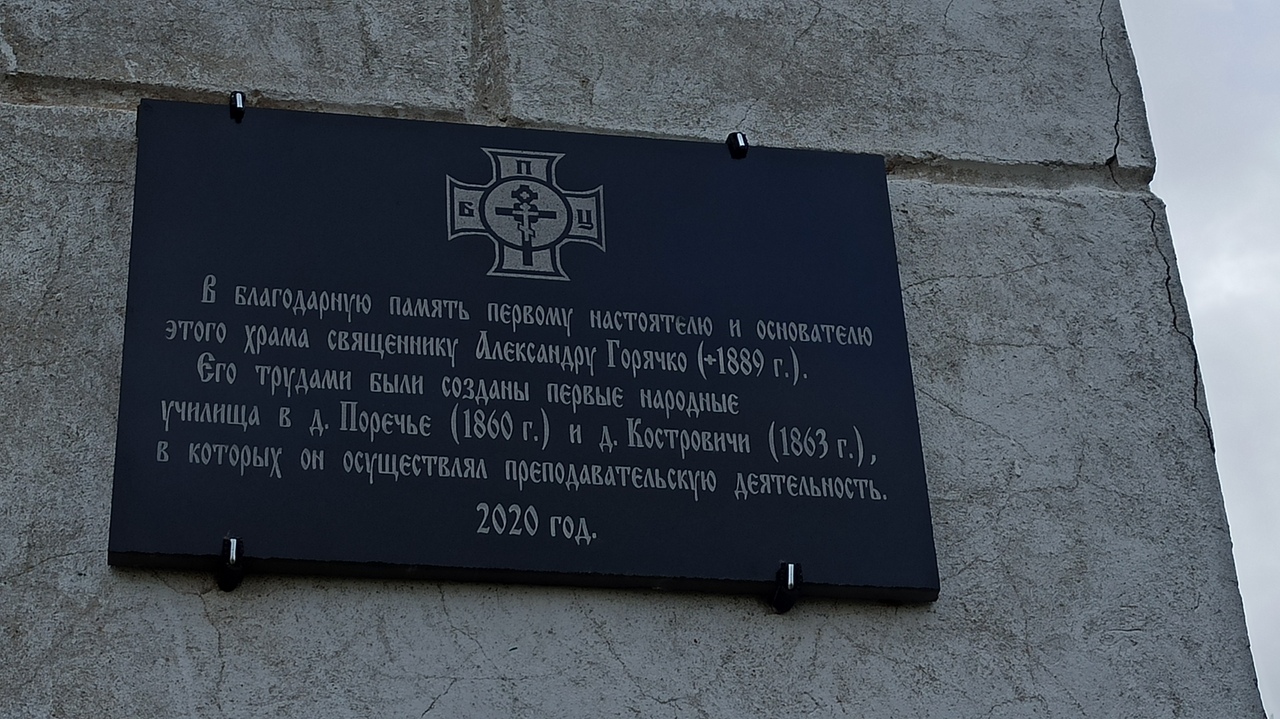 П
Б Ц
В благодарную память первому настоятелю и основателю
этого храма священнику Александру Горячко (+1889 г.).
Его трудами были созданы первые народные
училища в д. Поречье (1860 г.) и д. Костровичи (1863 г.),
в которых он осуществлял преподавательскую деятельность.
2020 год.